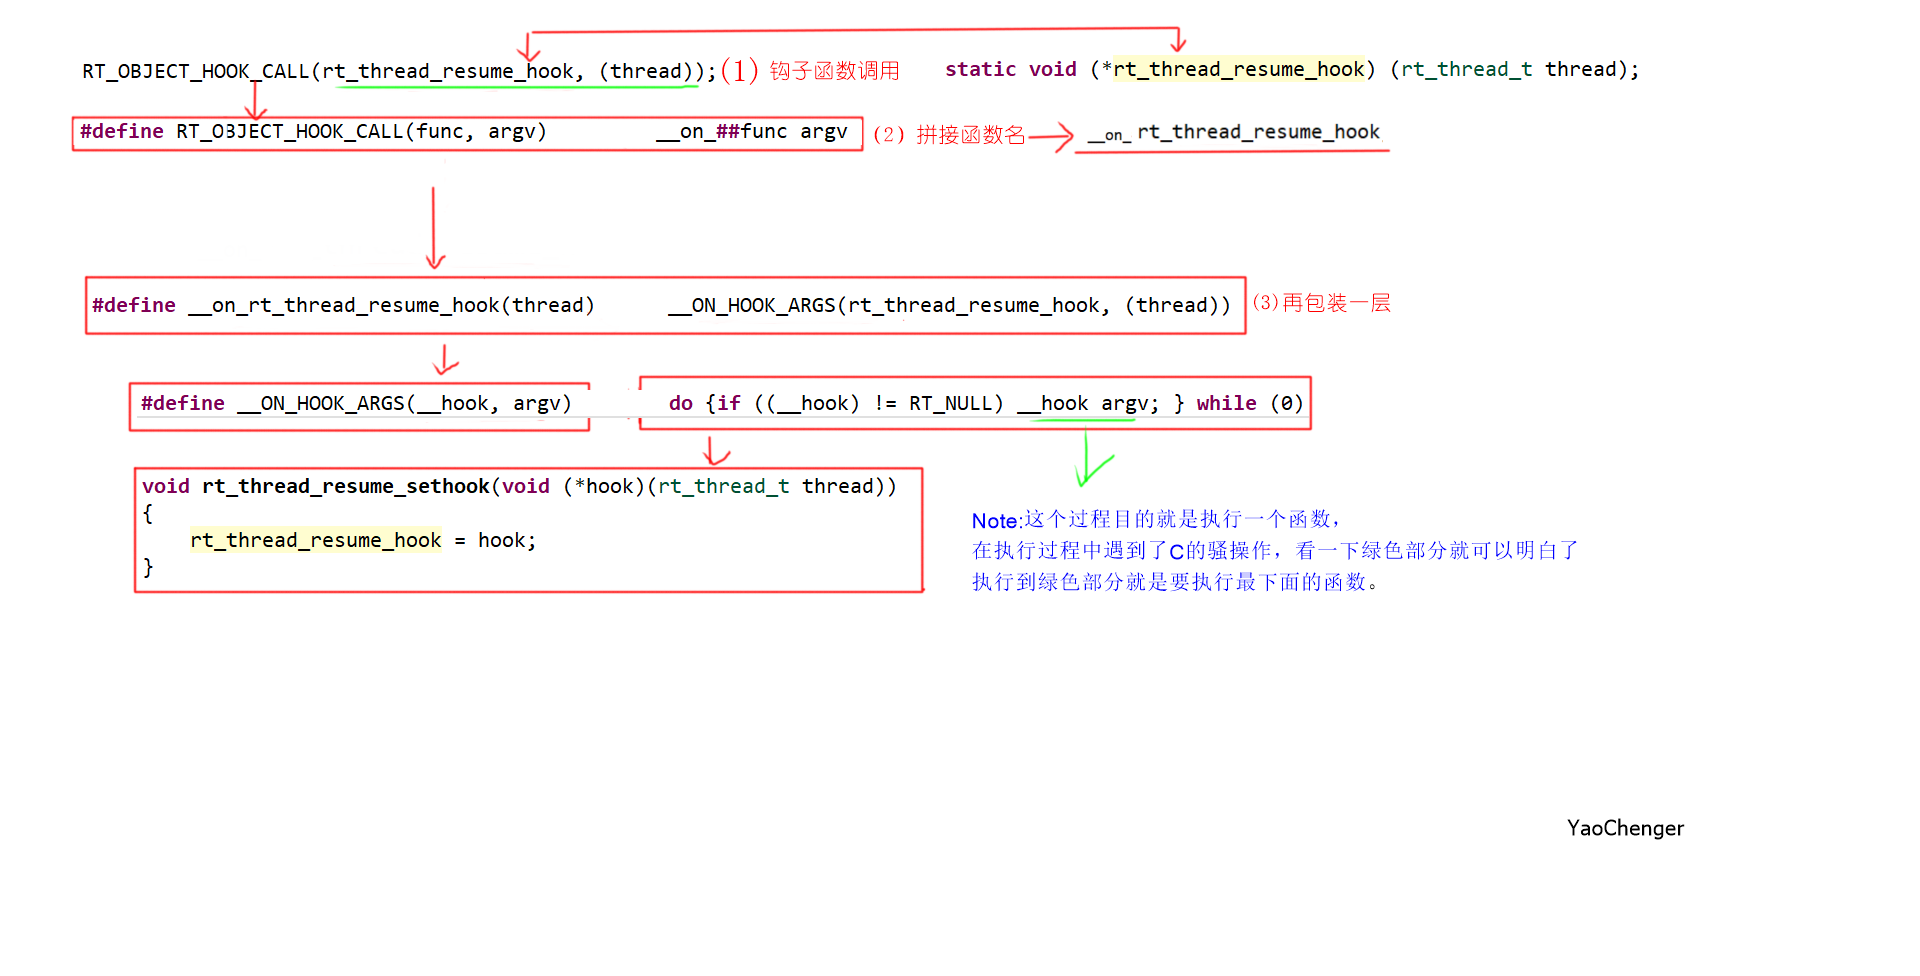 RT_OBJECT_HOOK_CALL(rt_thread_resume_hook, (thread));(1) 钩子函数调用 static void (*rt_thread_resume_hook) (rt_thread_t thread);
#define RT_OBJECT_HOOK_CALL(func, argv) __on_##func argv (2) 拼接函数名 __on_ rt_thread_resume_hook
#define __on_rt_thread_resume_hook(thread) __ON_HOOK_ARGS(rt_thread_resume_hook, (thread)) (3)再包装一层
#define __ON_HOOK_ARGS(__hook, argv) do {if ((__hook) != RT_NULL) __hook argv; } while (0)
void rt_thread_resume_sethook(void (*hook)(rt_thread_t thread))
{
rt_thread_resume_hook = hook;
}
Note:这个过程目的就是执行一个函数，
在执行过程中遇到了C的骚操作，看一下绿色部分就可以明白了
执行到绿色部分就是要执行最下面的函数。
YaoChenger